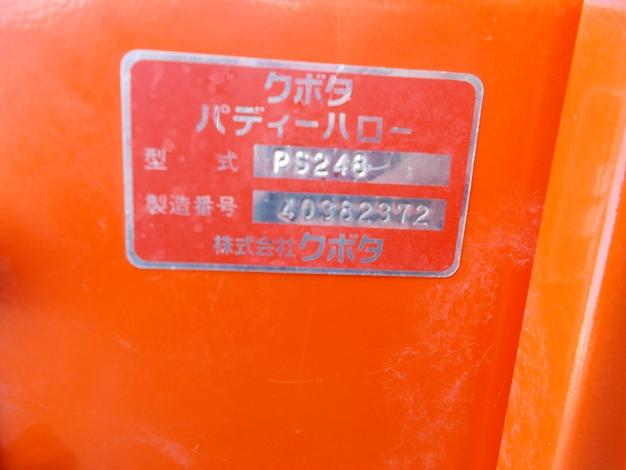 クボタ
パディーハロー
型 式 PS248
製造番号 40382372
株式会社クボタ